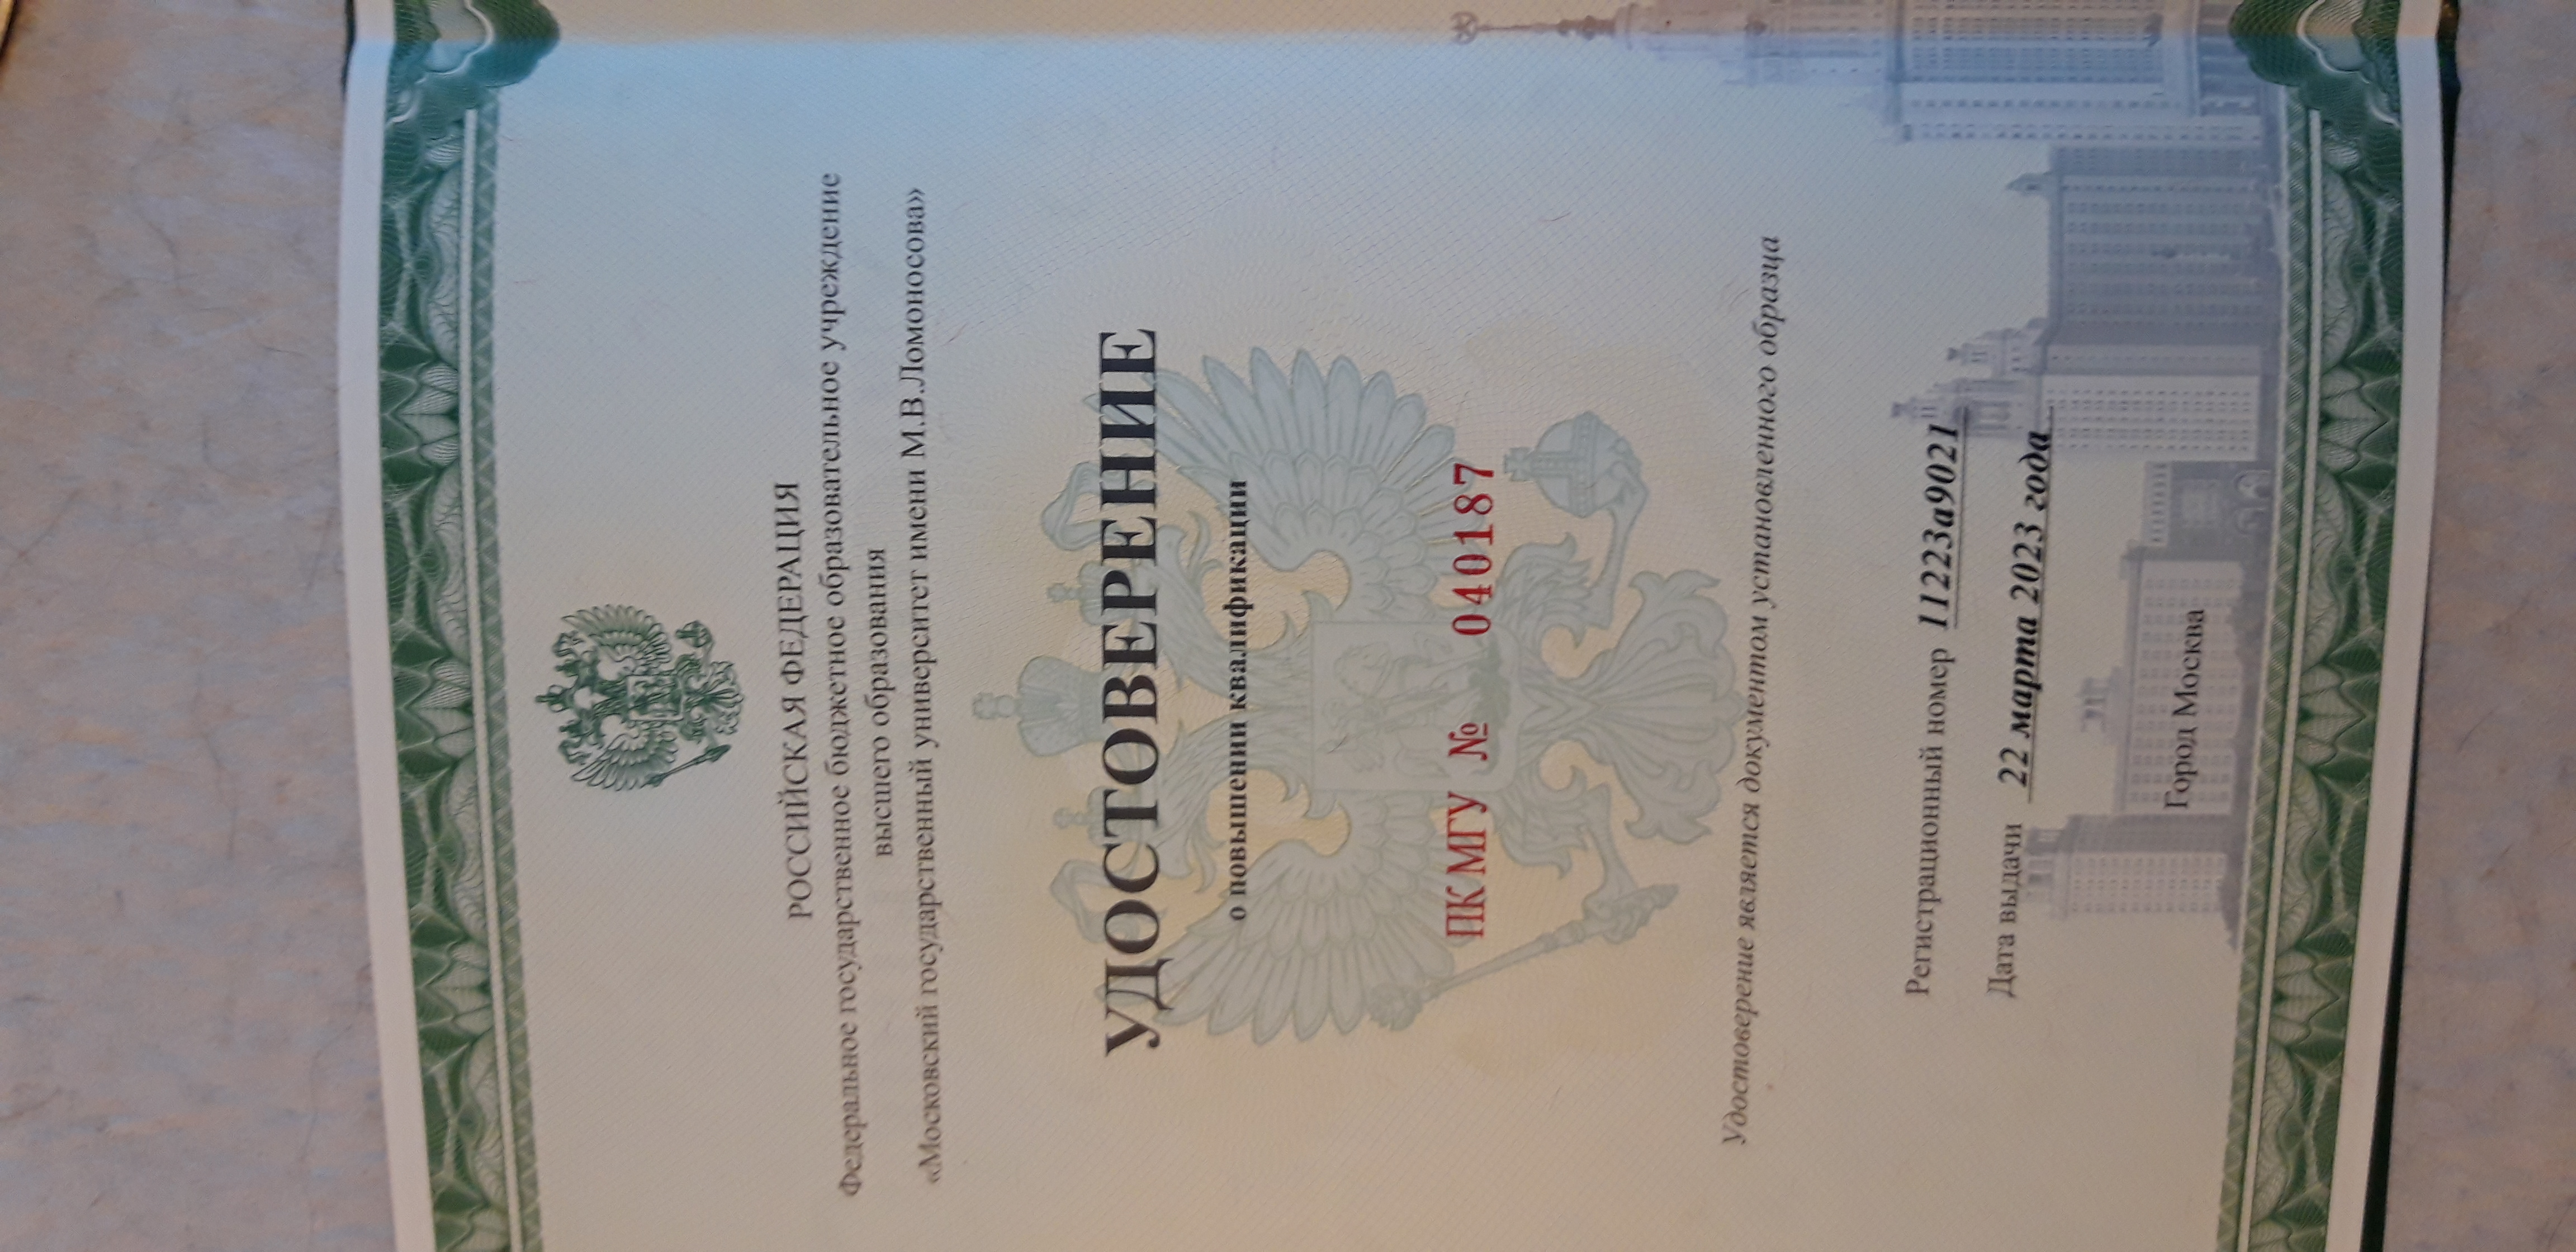 РОССИЙСКАЯ ФЕДЕРАЦИЯ
Федеральное государственное бюджетное образовательное учреждение
высшего образования
«Московский государственный университет имени М.В.Ломоносова»
УДОСТОВЕРЕНИЕ
о повышении квалификации
ПК МГУ № 040187
Удостоверение является документом установленного образца
Регистрационный номер 11223а9021
Дата выдачи 22 марта 2023 года
Город Москва